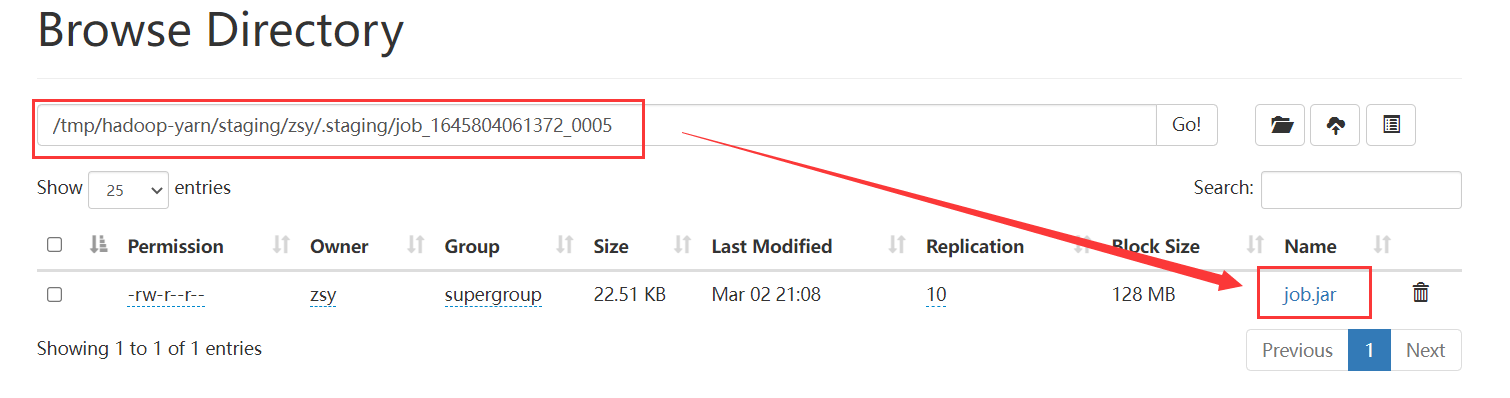 Browse Directory
/tmp/hadoop-yarn/staging/zsy/.staging/job_1645804061372_0005 Go!
Show 25 entries Search:
Permission Owner Group Size Last Modified Replication Block Size Name
-rw-r--r-- zsy supergroup 22.51 KB Mar 02 21:08 10 128 MB job.jar
Showing 1 to 1 of 1 entries Previous 1 Next